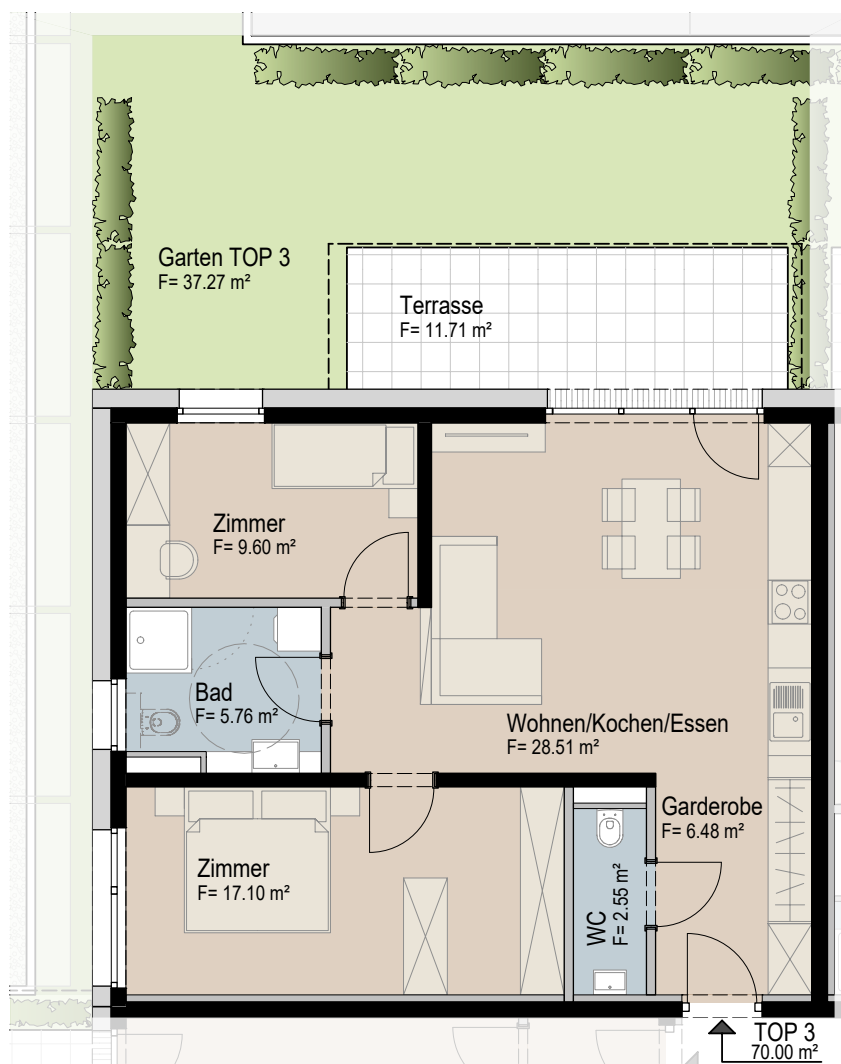 Garten TOP 3
F= 37.27 m²
Terrasse
F= 11.71 m²
Zimmer
F= 9.60 m²
Bad
F= 5.76 m²
Wohnen/Kochen/Essen
F= 28.51 m²
Garderobe
F= 6.48 m²
Zimmer
F= 17.10 m²
WC
F= 2.55 m²
TOP 3
70.00 m²